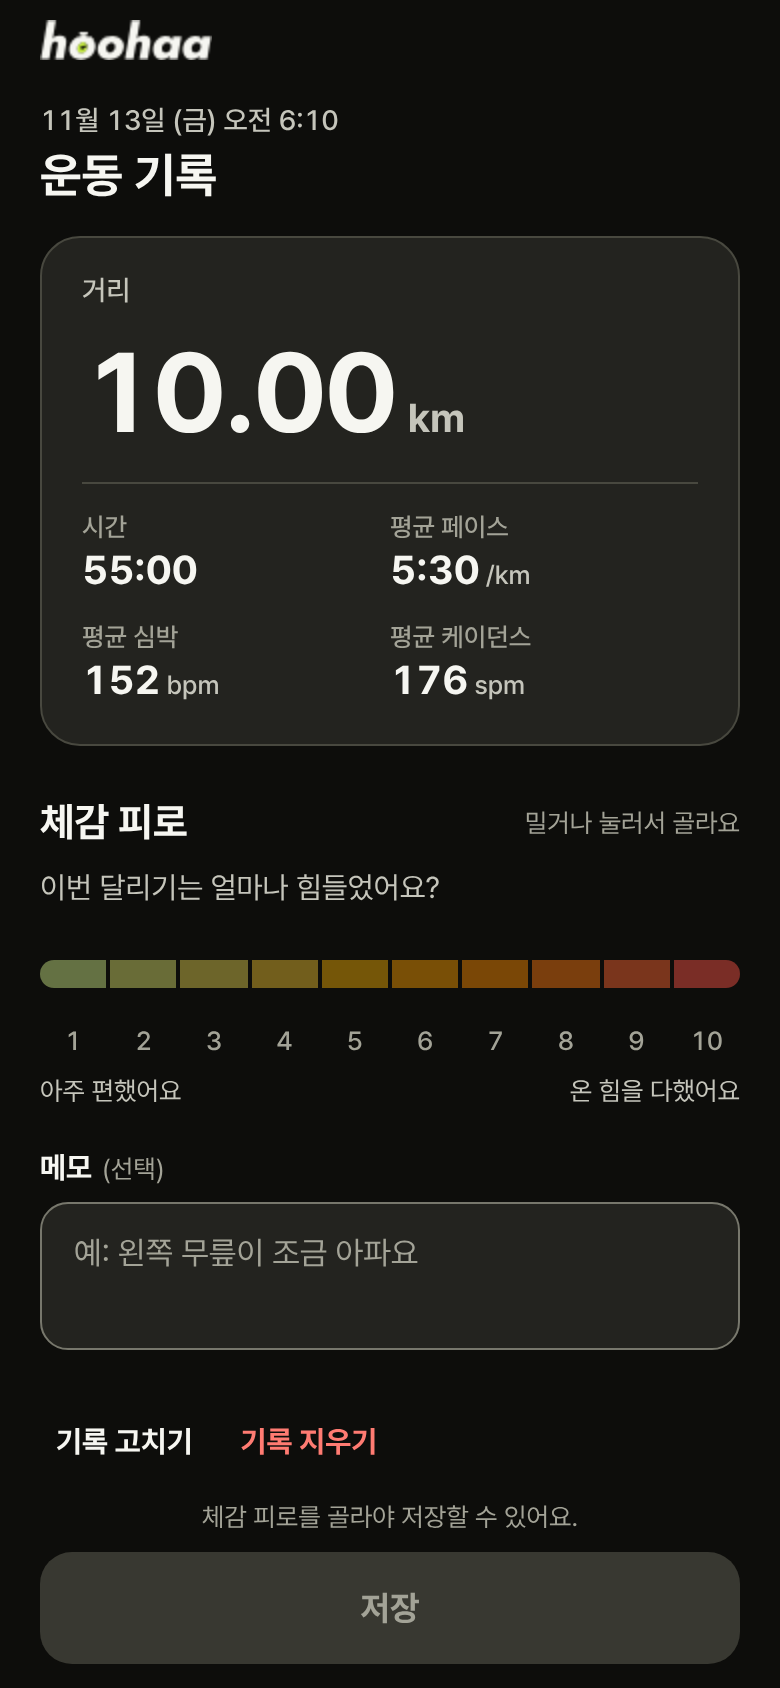 hoohaa
11월 13일 (금) 오전 6:10
운동 기록
거리
10.00 km
시간 평균 페이스
55:00 5:30 /km
평균 심박 평균 케이던스
152 bpm 176 spm
체감 피로 밀거나 눌러서 골라요
이번 달리기는 얼마나 힘들었어요?
1 2 3 4 5 6 7 8 9 10
아주 편했어요 온 힘을 다했어요
메모 (선택)
예: 왼쪽 무릎이 조금 아파요
기록 고치기 기록 지우기
체감 피로를 골라야 저장할 수 있어요.
저장